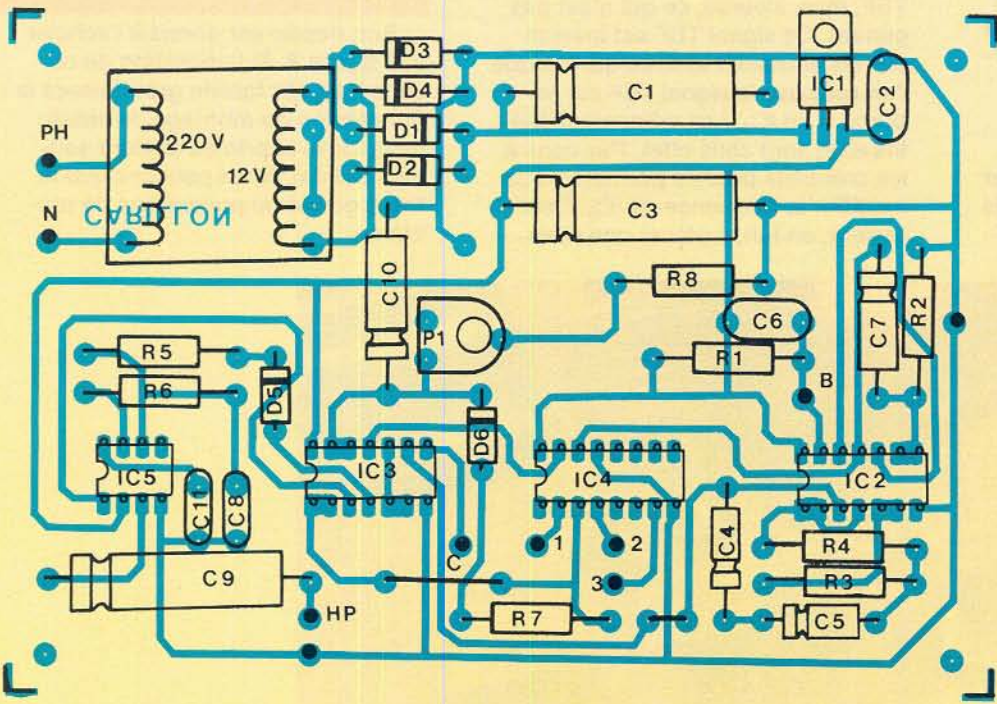 D3
D4
D1
D2
C1
IC1
C2
PH
220V
12V
N
CARILLON
C3
C10
R8
C7
R2
P1
C6
R5
R1
R6
D5
B
D6
IC5
IC3
IC4
IC2
C11
C8
C4
C
1
2
R4
C9
3
R3
HP
R7
C5